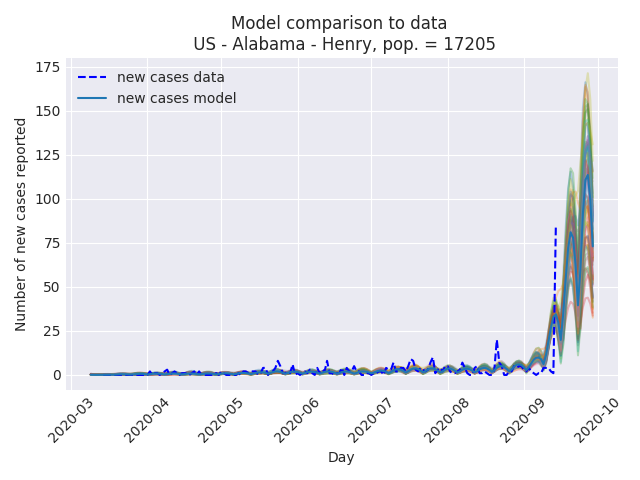 Model comparison to data
US - Alabama - Henry, pop. = 17205
new cases data
new cases model
Number of new cases reported
175
150
125
100
75
50
25
0
2020-03
2020-04
2020-05
2020-06
2020-07
2020-08
2020-09
2020-10
Day